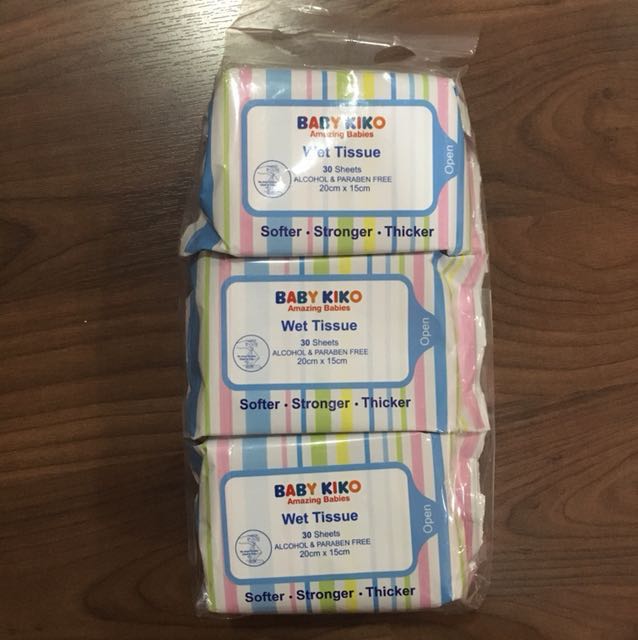 BABY KIKO
Amazing Babies
Wet Tissue
30 Sheets
ALCOHOL & PARABEN FREE
20cm x 15cm
Open
Softer • Stronger • Thicker
BABY KIKO
Amazing Babies
Wet Tissue
30 Sheets
ALCOHOL & PARABEN FREE
20cm x 15cm
Open
Softer • Stronger • Thicker
BABY KIKO
Amazing Babies
Wet Tissue
30 Sheets
ALCOHOL & PARABEN FREE
20cm x 15cm
Open
Softer • Stronger • Thicker